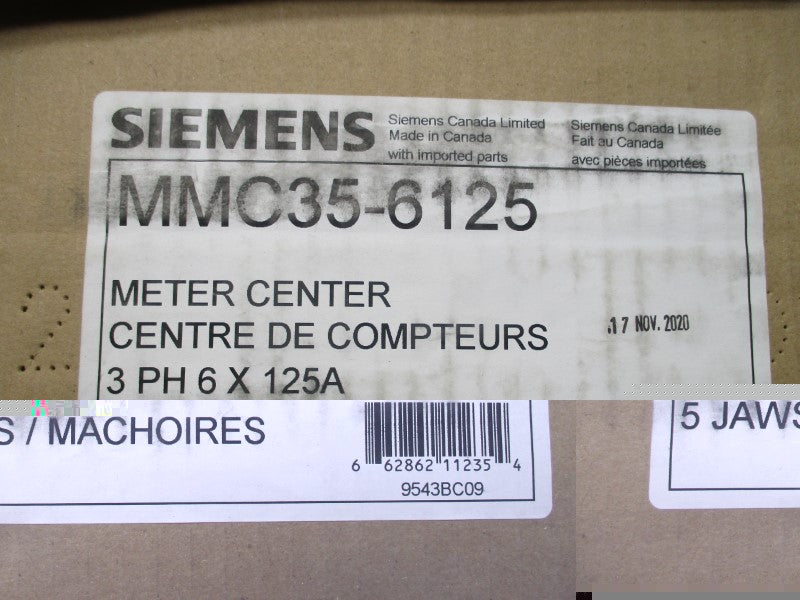 SIEMENS
Siemens Canada Limited
Made in Canada
with imported parts
Siemens Canada Limitée
Fait au Canada
avec pièces importées
MMC35-6125
METER CENTER
CENTRE DE COMPTEURS
17 NOV. 2020
3 PH 6 X 125A
S / MACHOIRES
5 JAWS
6 62862 11235 4
9543BC09
2